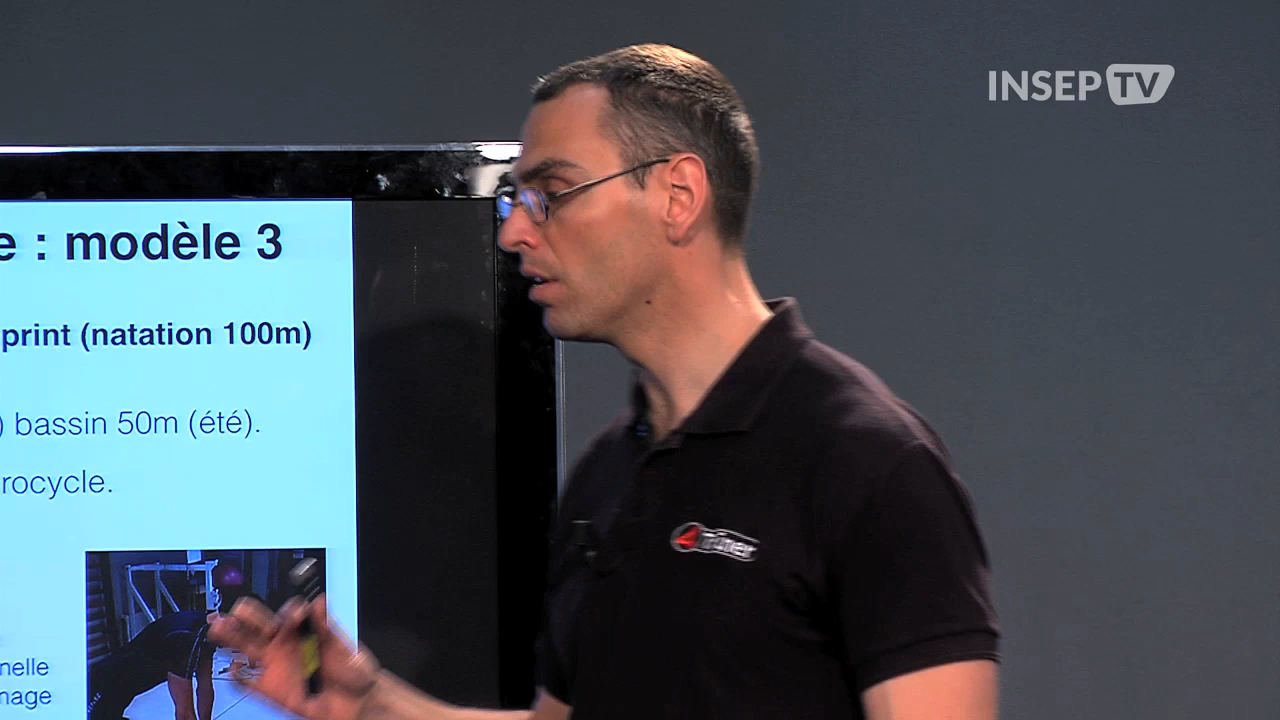 INSEP TV
e : modèle 3
print (natation 100m)
) bassin 50m (été).
rocycle.
nelle
nage